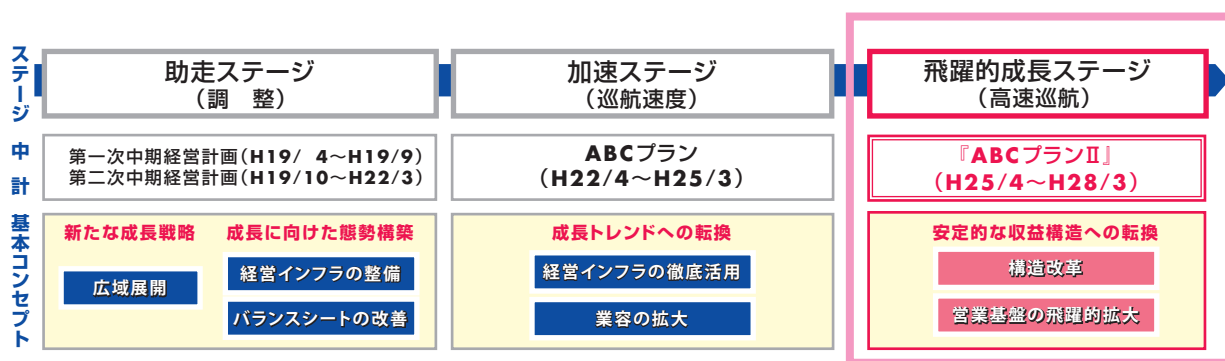 ステージ
助走ステージ
（調　整）
加速ステージ
（巡航速度）
飛躍的成長ステージ
（高速巡航）
中計
第一次中期経営計画（H19/ 4～H19/9）
第二次中期経営計画（H19/10～H22/3）
ABCプラン
（H22/4～H25/3）
『ABCプランⅡ』
（H25/4～H28/3）
基本コンセプト
新たな成長戦略
広域展開
成長に向けた態勢構築
経営インフラの整備
バランスシートの改善
成長トレンドへの転換
経営インフラの徹底活用
業容の拡大
安定的な収益構造への転換
構造改革
営業基盤の飛躍的拡大